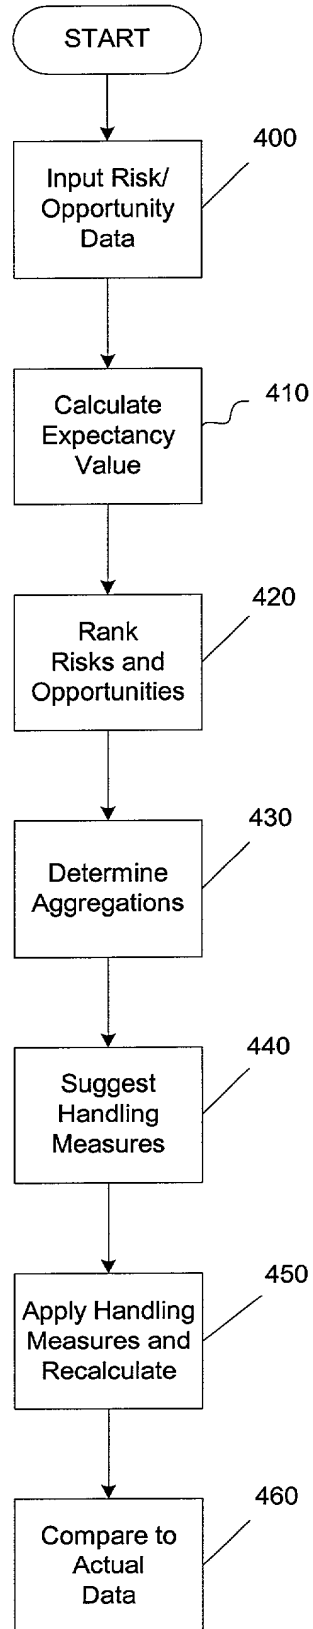 START
400
Input Risk/
Opportunity
Data
410
Calculate
Expectancy
Value
420
Rank
Risks and
Opportunities
430
Determine
Aggregations
440
Suggest
Handling
Measures
450
Apply Handling
Measures and
Recalculate
460
Compare to
Actual
Data